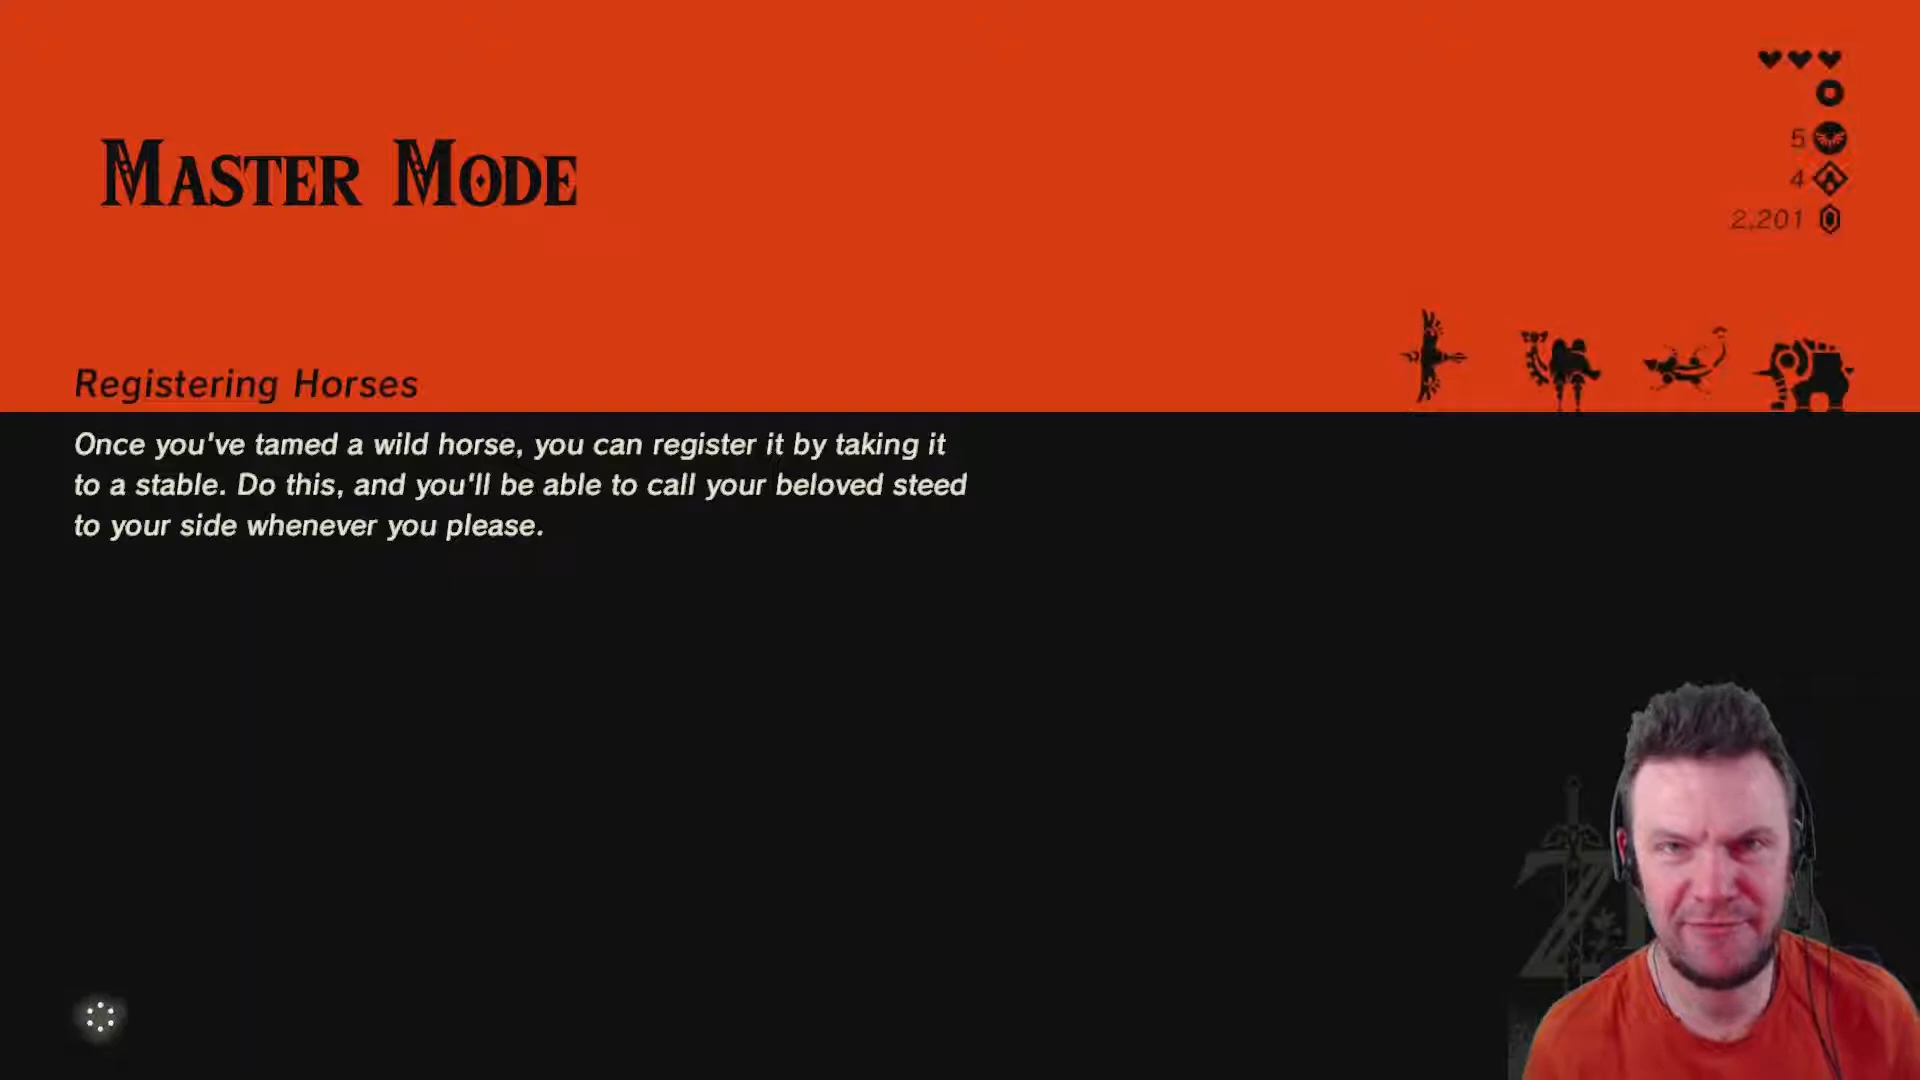 MASTER MODE
5
4
2,201
Registering Horses
Once you've tamed a wild horse, you can register it by taking it
to a stable. Do this, and you'll be able to call your beloved steed
to your side whenever you please.